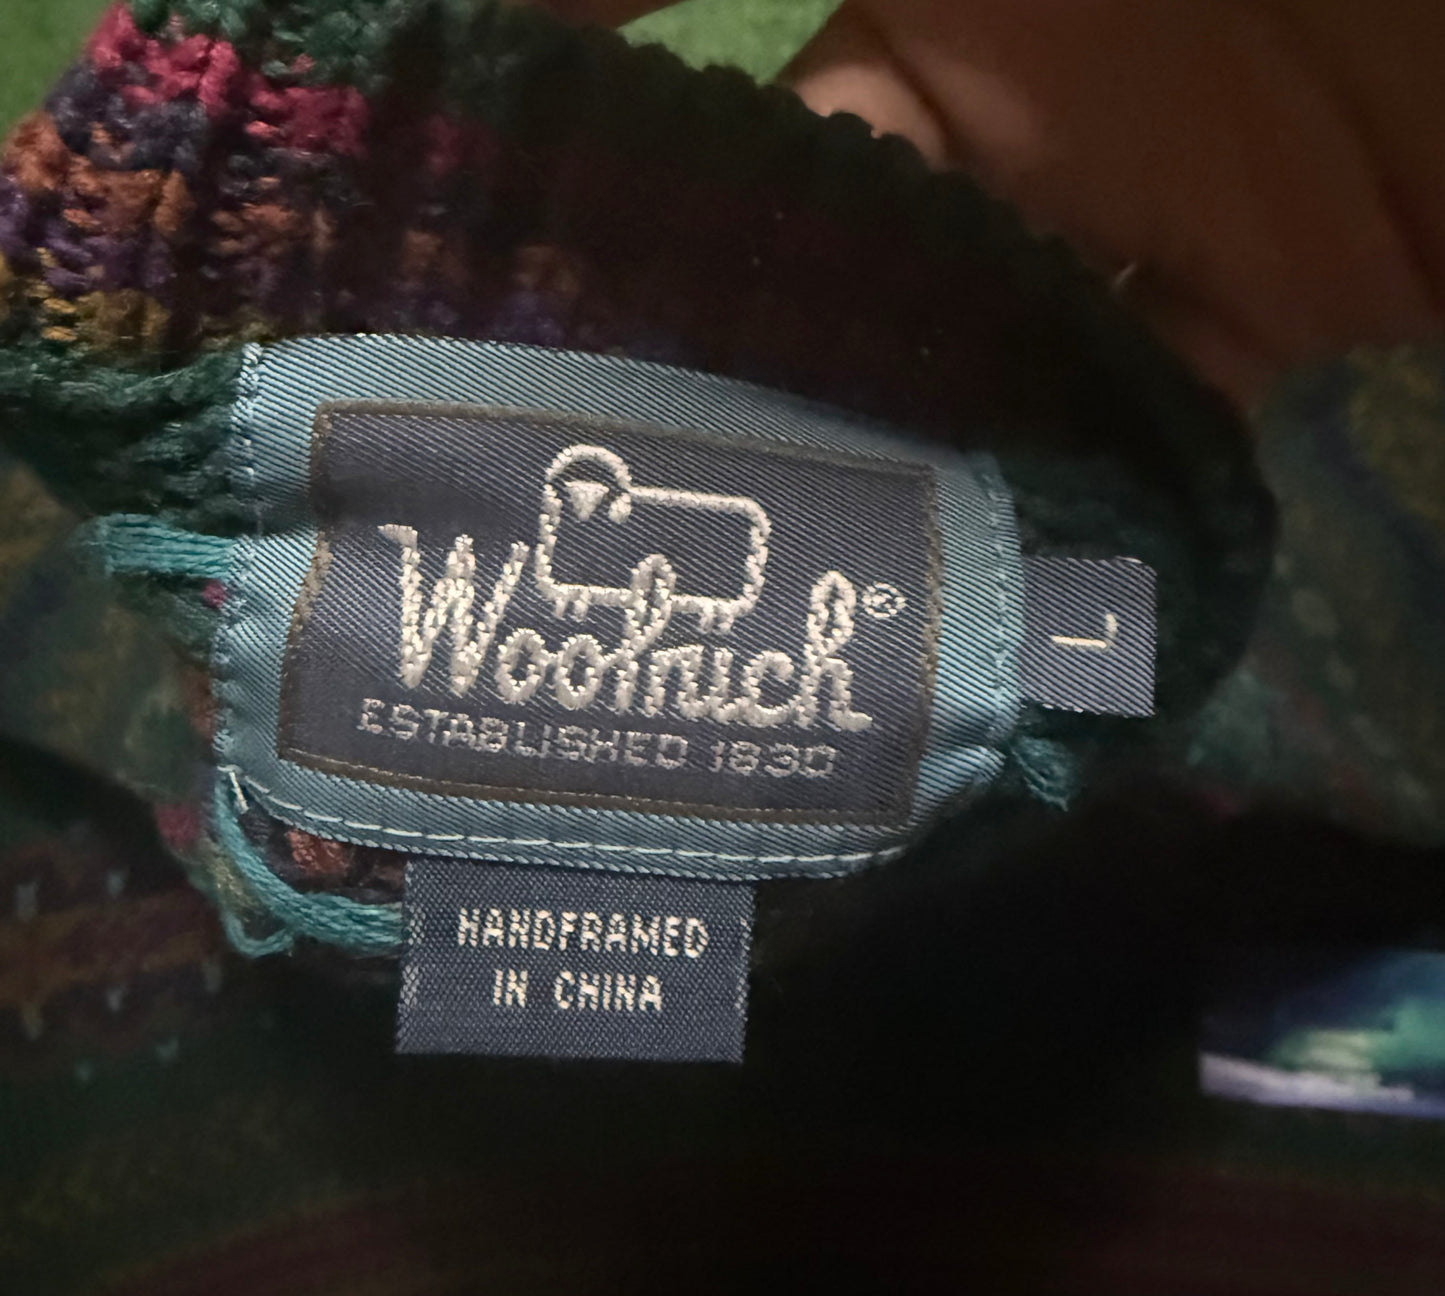 Woolrich®
ESTABLISHED 1830
L
HANDFRAMED
IN CHINA